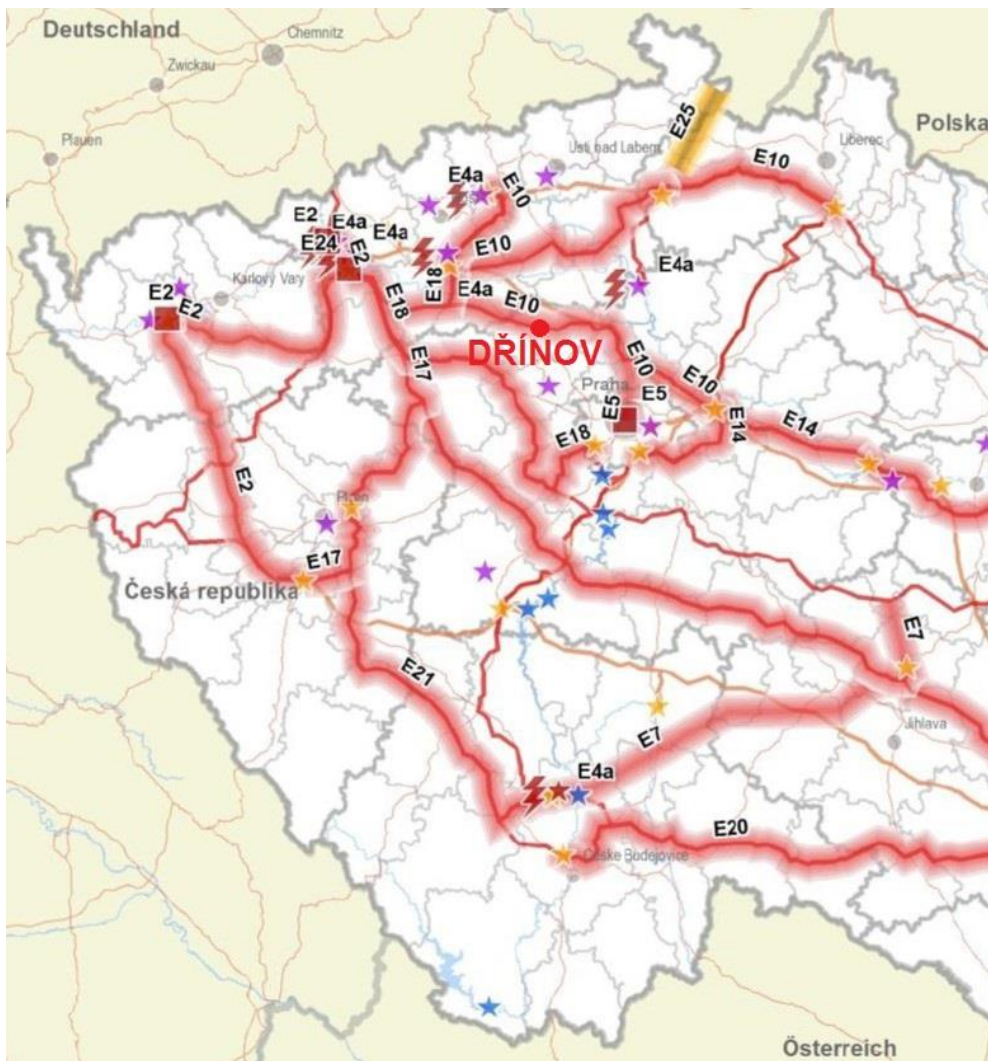 Deutschland
Chemnitz
Zwickau
Plauen
Polska
Liberec
Ústí nad Labem
E25
E10
E4a
E10
E2
E4a
E24
E4a
E2
E10
E18
E4a
E4a
Karlovy Vary
E2
E2
E18
E10
DŘÍNOV
E17
E10
E10
Praha
E5
E5
E18
E14
E14
E2
Plzeň
E17
Česká republika
E7
E21
E7
Jihlava
E4a
E20
České Budějovice
Österreich